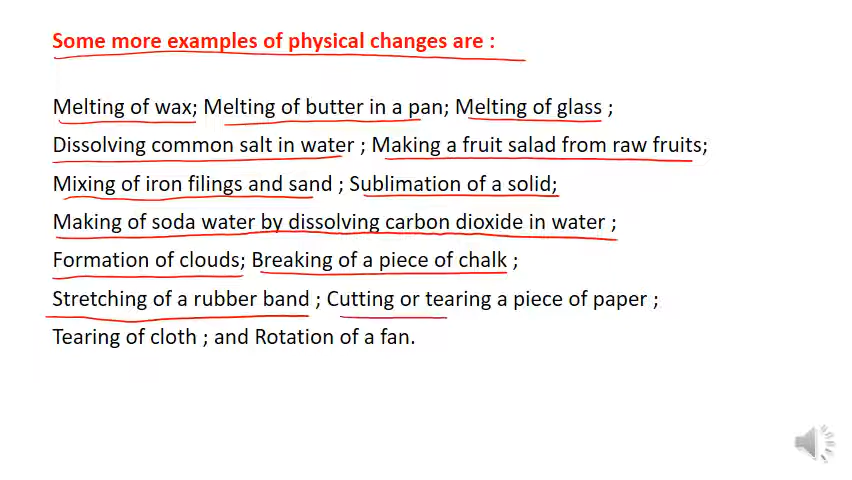 Some more examples of physical changes are :
Melting of wax; Melting of butter in a pan; Melting of glass ;
Dissolving common salt in water ; Making a fruit salad from raw fruits;
Mixing of iron filings and sand ; Sublimation of a solid;
Making of soda water by dissolving carbon dioxide in water ;
Formation of clouds; Breaking of a piece of chalk ;
Stretching of a rubber band ; Cutting or tearing a piece of paper ;
Tearing of cloth ; and Rotation of a fan.